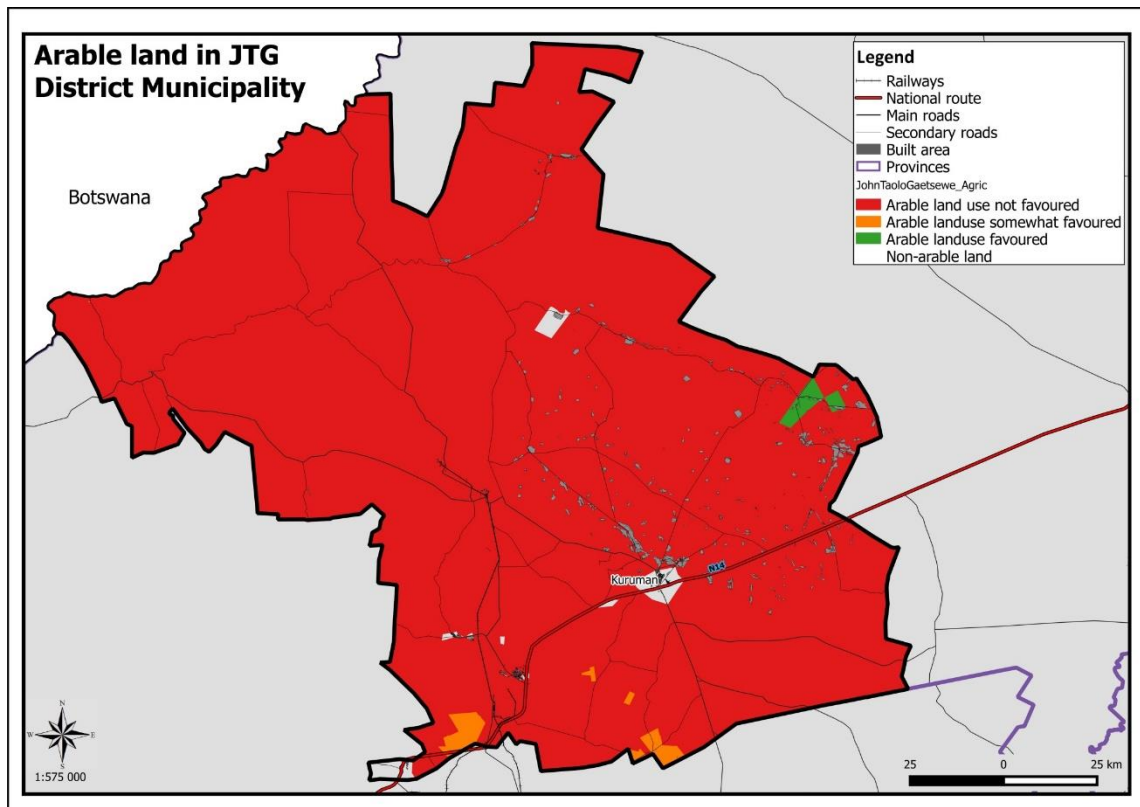 Arable land in JTG
District Municipality
Botswana
Legend
Railways
National route
Main roads
Secondary roads
Built area
Provinces
JohnTaoloGaetsewe_Agric
Arable land use not favoured
Arable landuse somewhat favoured
Arable landuse favoured
Non-arable land
N14
Kuruman
N
W
E
S
1:575 000
25
0
25 km